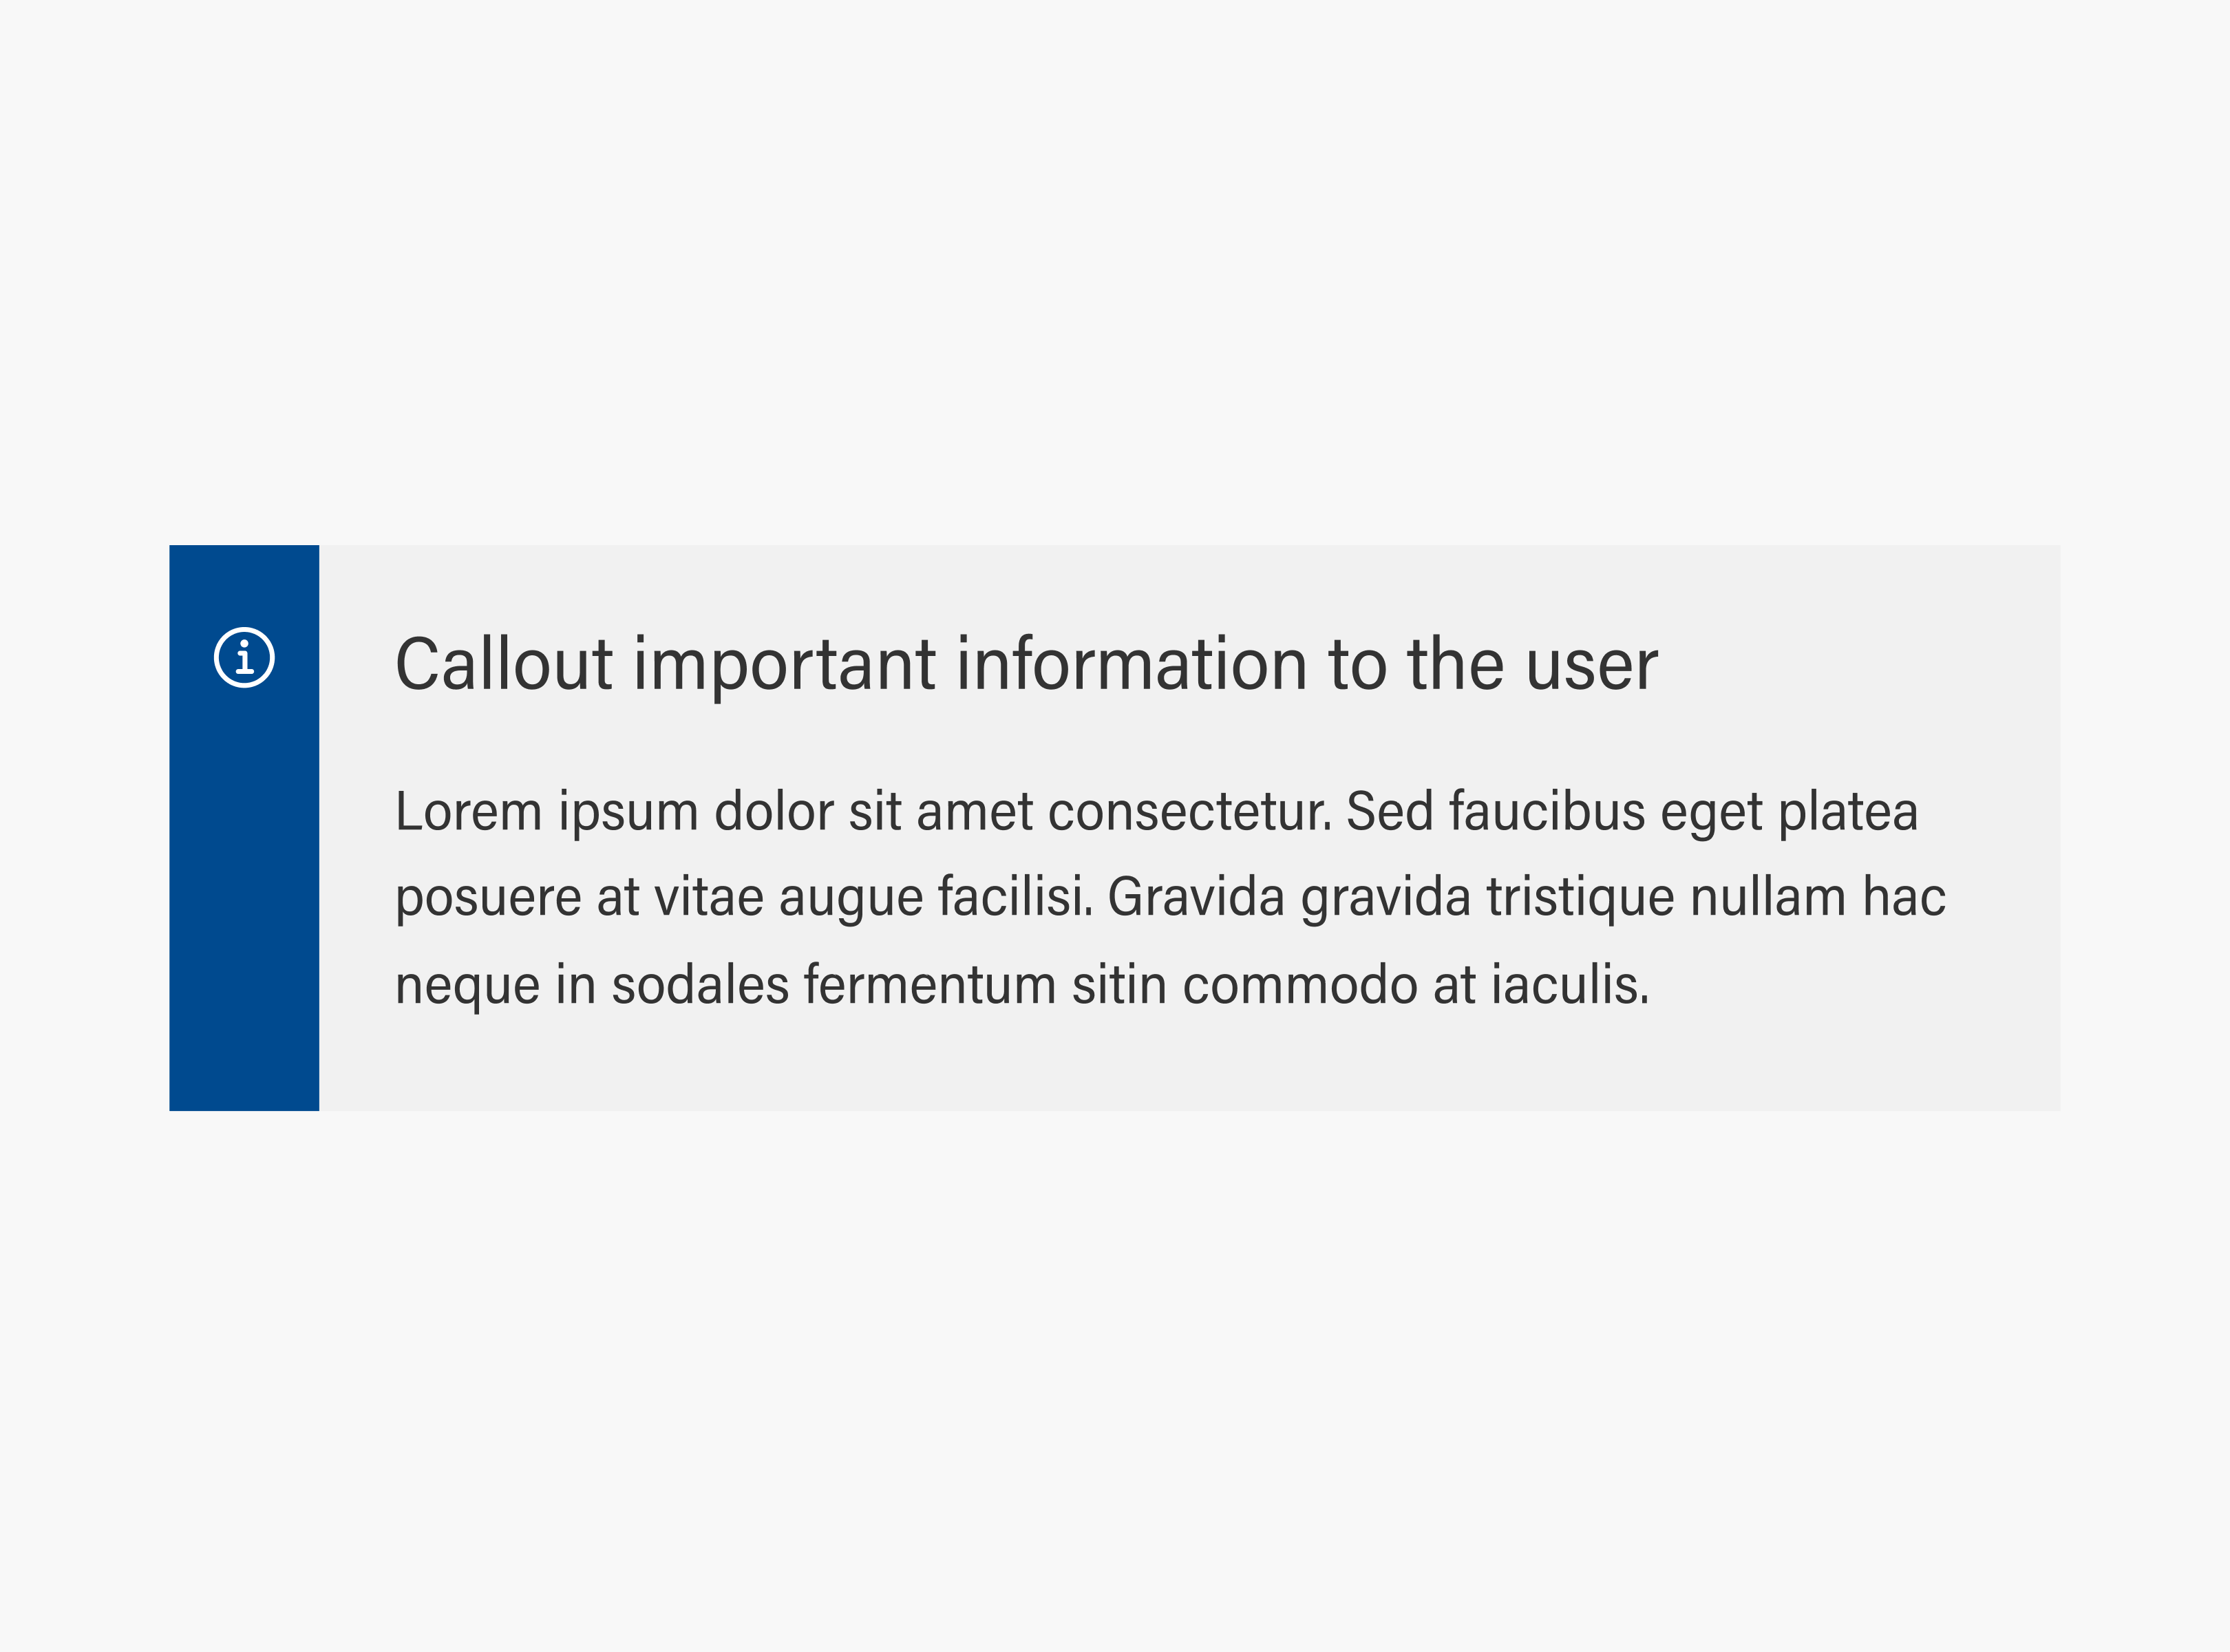 Callout important information to the user
Lorem ipsum dolor sit amet consectetur. Sed faucibus eget platea
posuere at vitae augue facilisi. Gravida gravida tristique nullam hac
neque in sodales fermentum sitin commodo at iaculis.